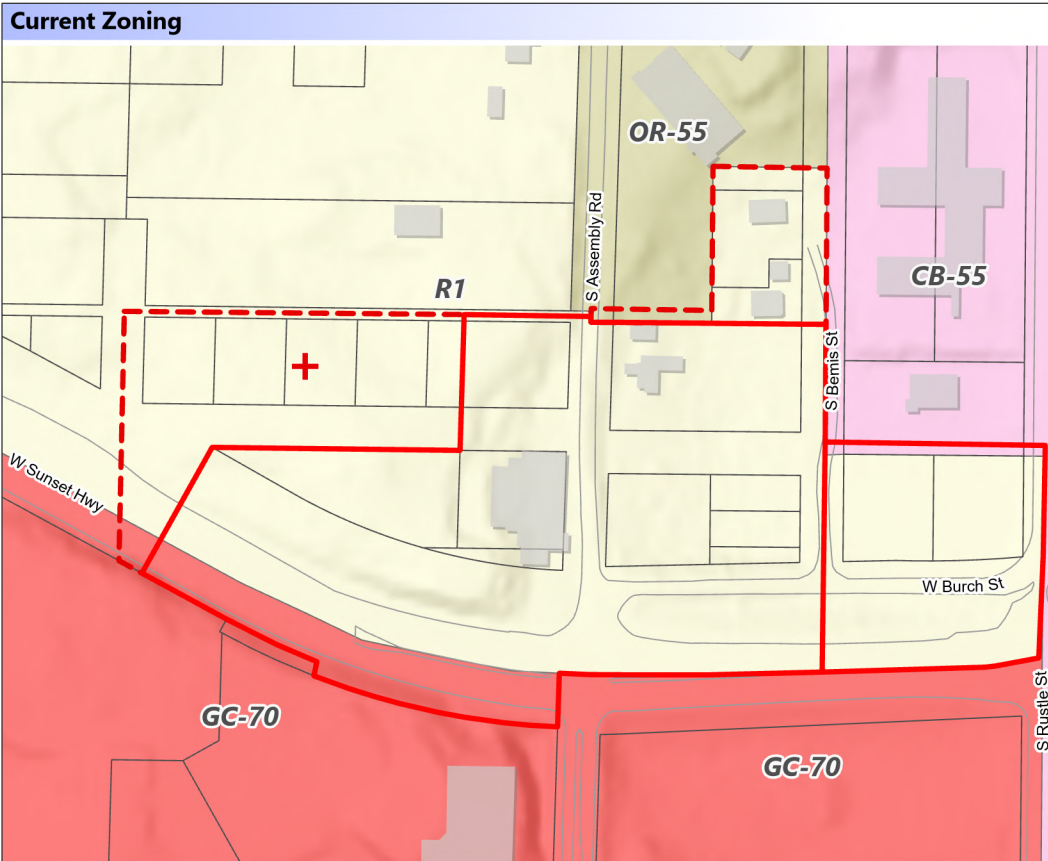 Current Zoning
OR-55
S Assembly Rd
CB-55
R1
S Bemis St
W Sunset Hwy
W Burch St
S Rustle St
GC-70
GC-70